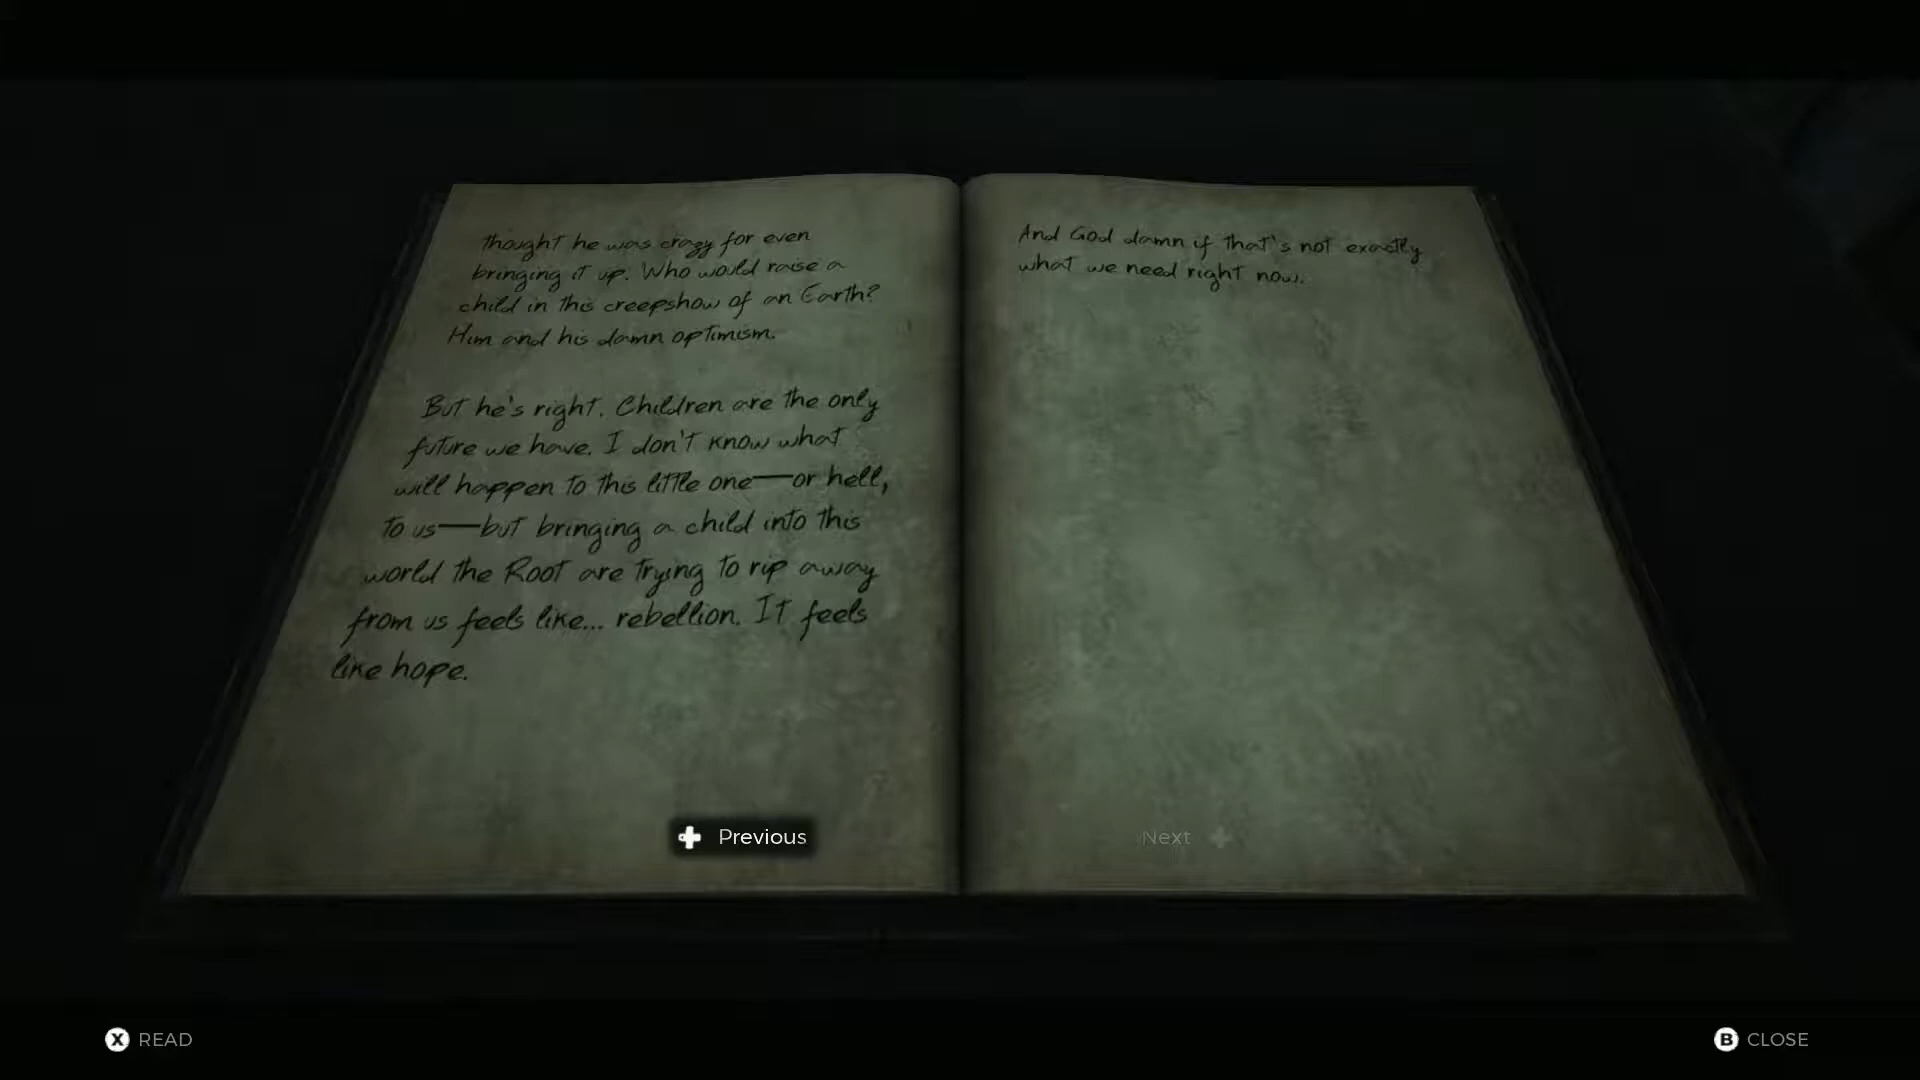 thought he was crazy for even
bringing it up. Who would raise a
child in this creepshow of an Earth?
Him and his damn optimism.
But he's right. Children are the only
future we have. I don't know what
will happen to this little one—or hell,
to us—but bringing a child into this
world the Root are trying to rip away
from us feels like... rebellion. It feels
like hope.
And God damn if that's not exactly
what we need right now.
Previous
Next
X READ
B CLOSE